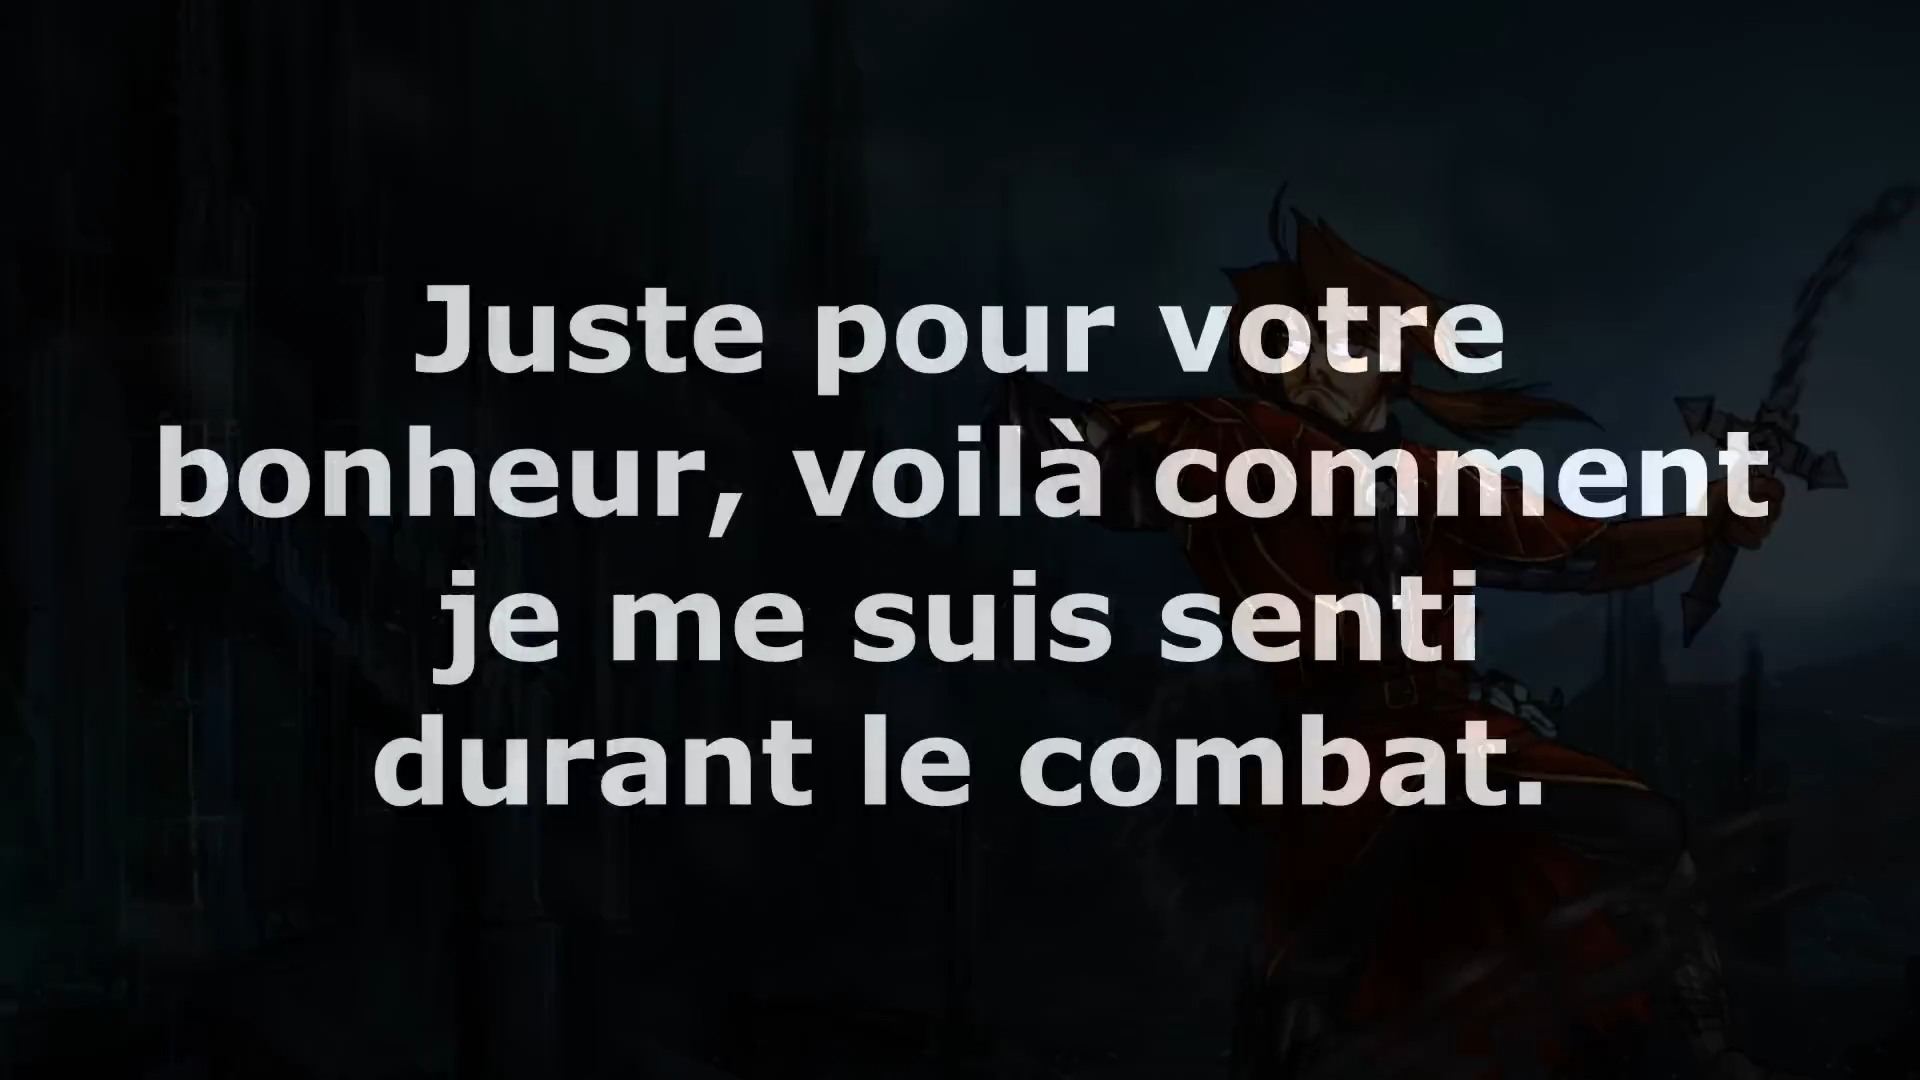 Juste pour votre
bonheur, voilà comment
je me suis senti
durant le combat.